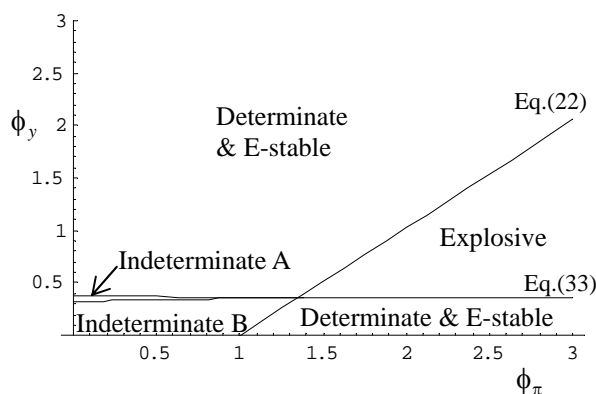 3
2.5
ϕy
2
Determinate
& E-stable
Eq.(22)
1.5
1
Indeterminate A
Explosive
0.5
Eq.(33)
Indeterminate B
Determinate & E-stable
0.5
1
1.5
2
2.5
3
ϕπ